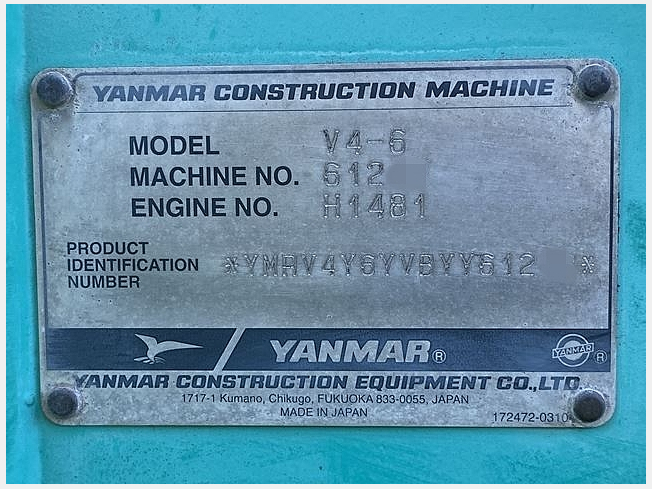 YANMAR CONSTRUCTION MACHINE
MODEL V4-6
MACHINE NO. 612
ENGINE NO. H1481
PRODUCT
IDENTIFICATION
NUMBER
*YMRV4Y6YVBYY612 *
YANMAR®
YANMAR ®
YANMAR CONSTRUCTION EQUIPMENT CO.,LTD.
1717-1 Kumano, Chikugo, FUKUOKA 833-0055, JAPAN
MADE IN JAPAN
172472-0310